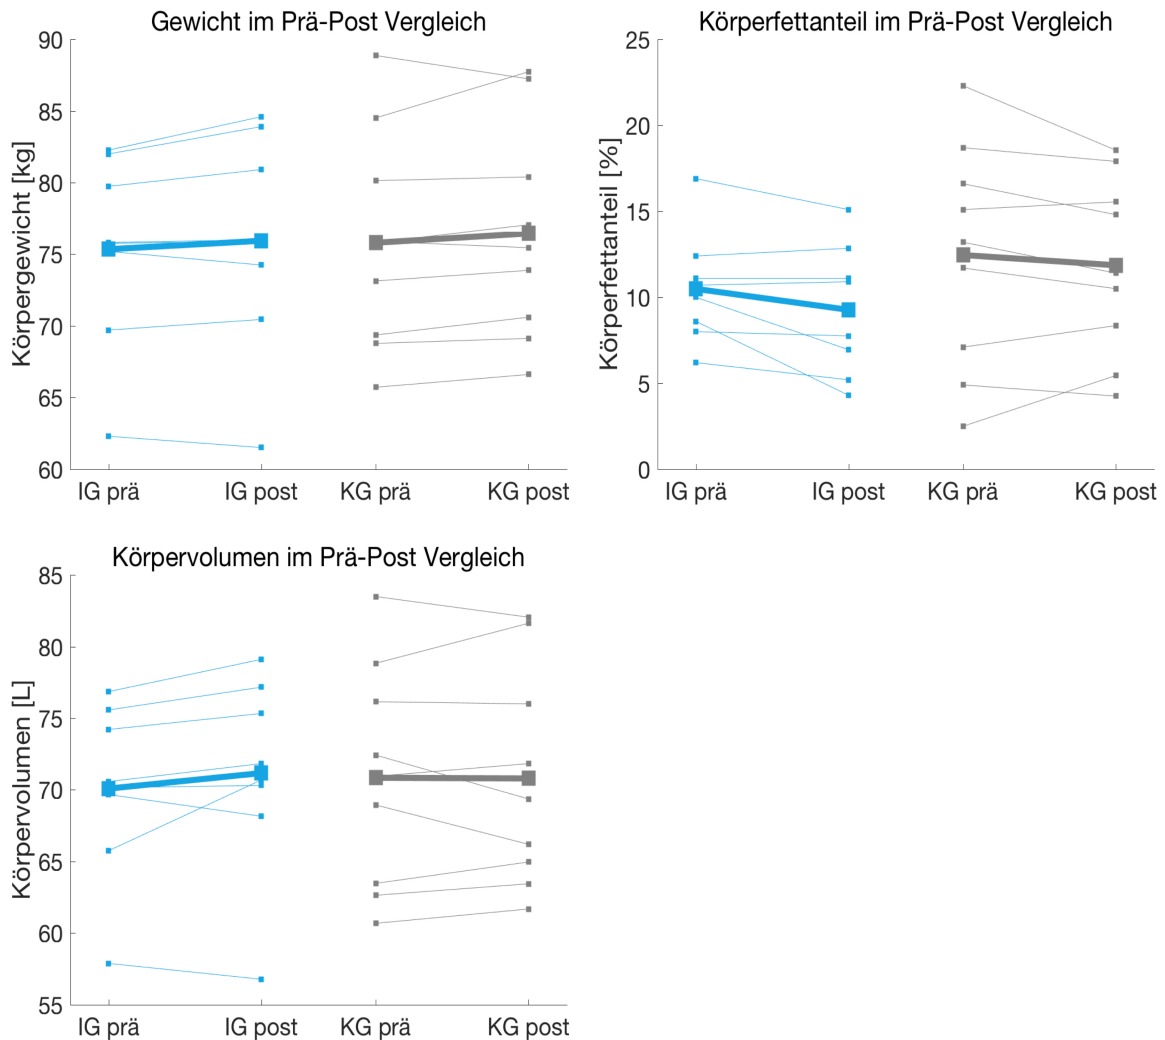 Gewicht im Prä-Post Vergleich
90
85
80
75
70
65
60
Körpergewicht [kg]
IG prä
IG post
KG prä
KG post
Körperfettanteil im Prä-Post Vergleich
25
20
15
10
5
0
Körperfettanteil [%]
IG prä
IG post
KG prä
KG post
Körpervolumen im Prä-Post Vergleich
85
80
75
70
65
60
55
Körpervolumen [L]
IG prä
IG post
KG prä
KG post